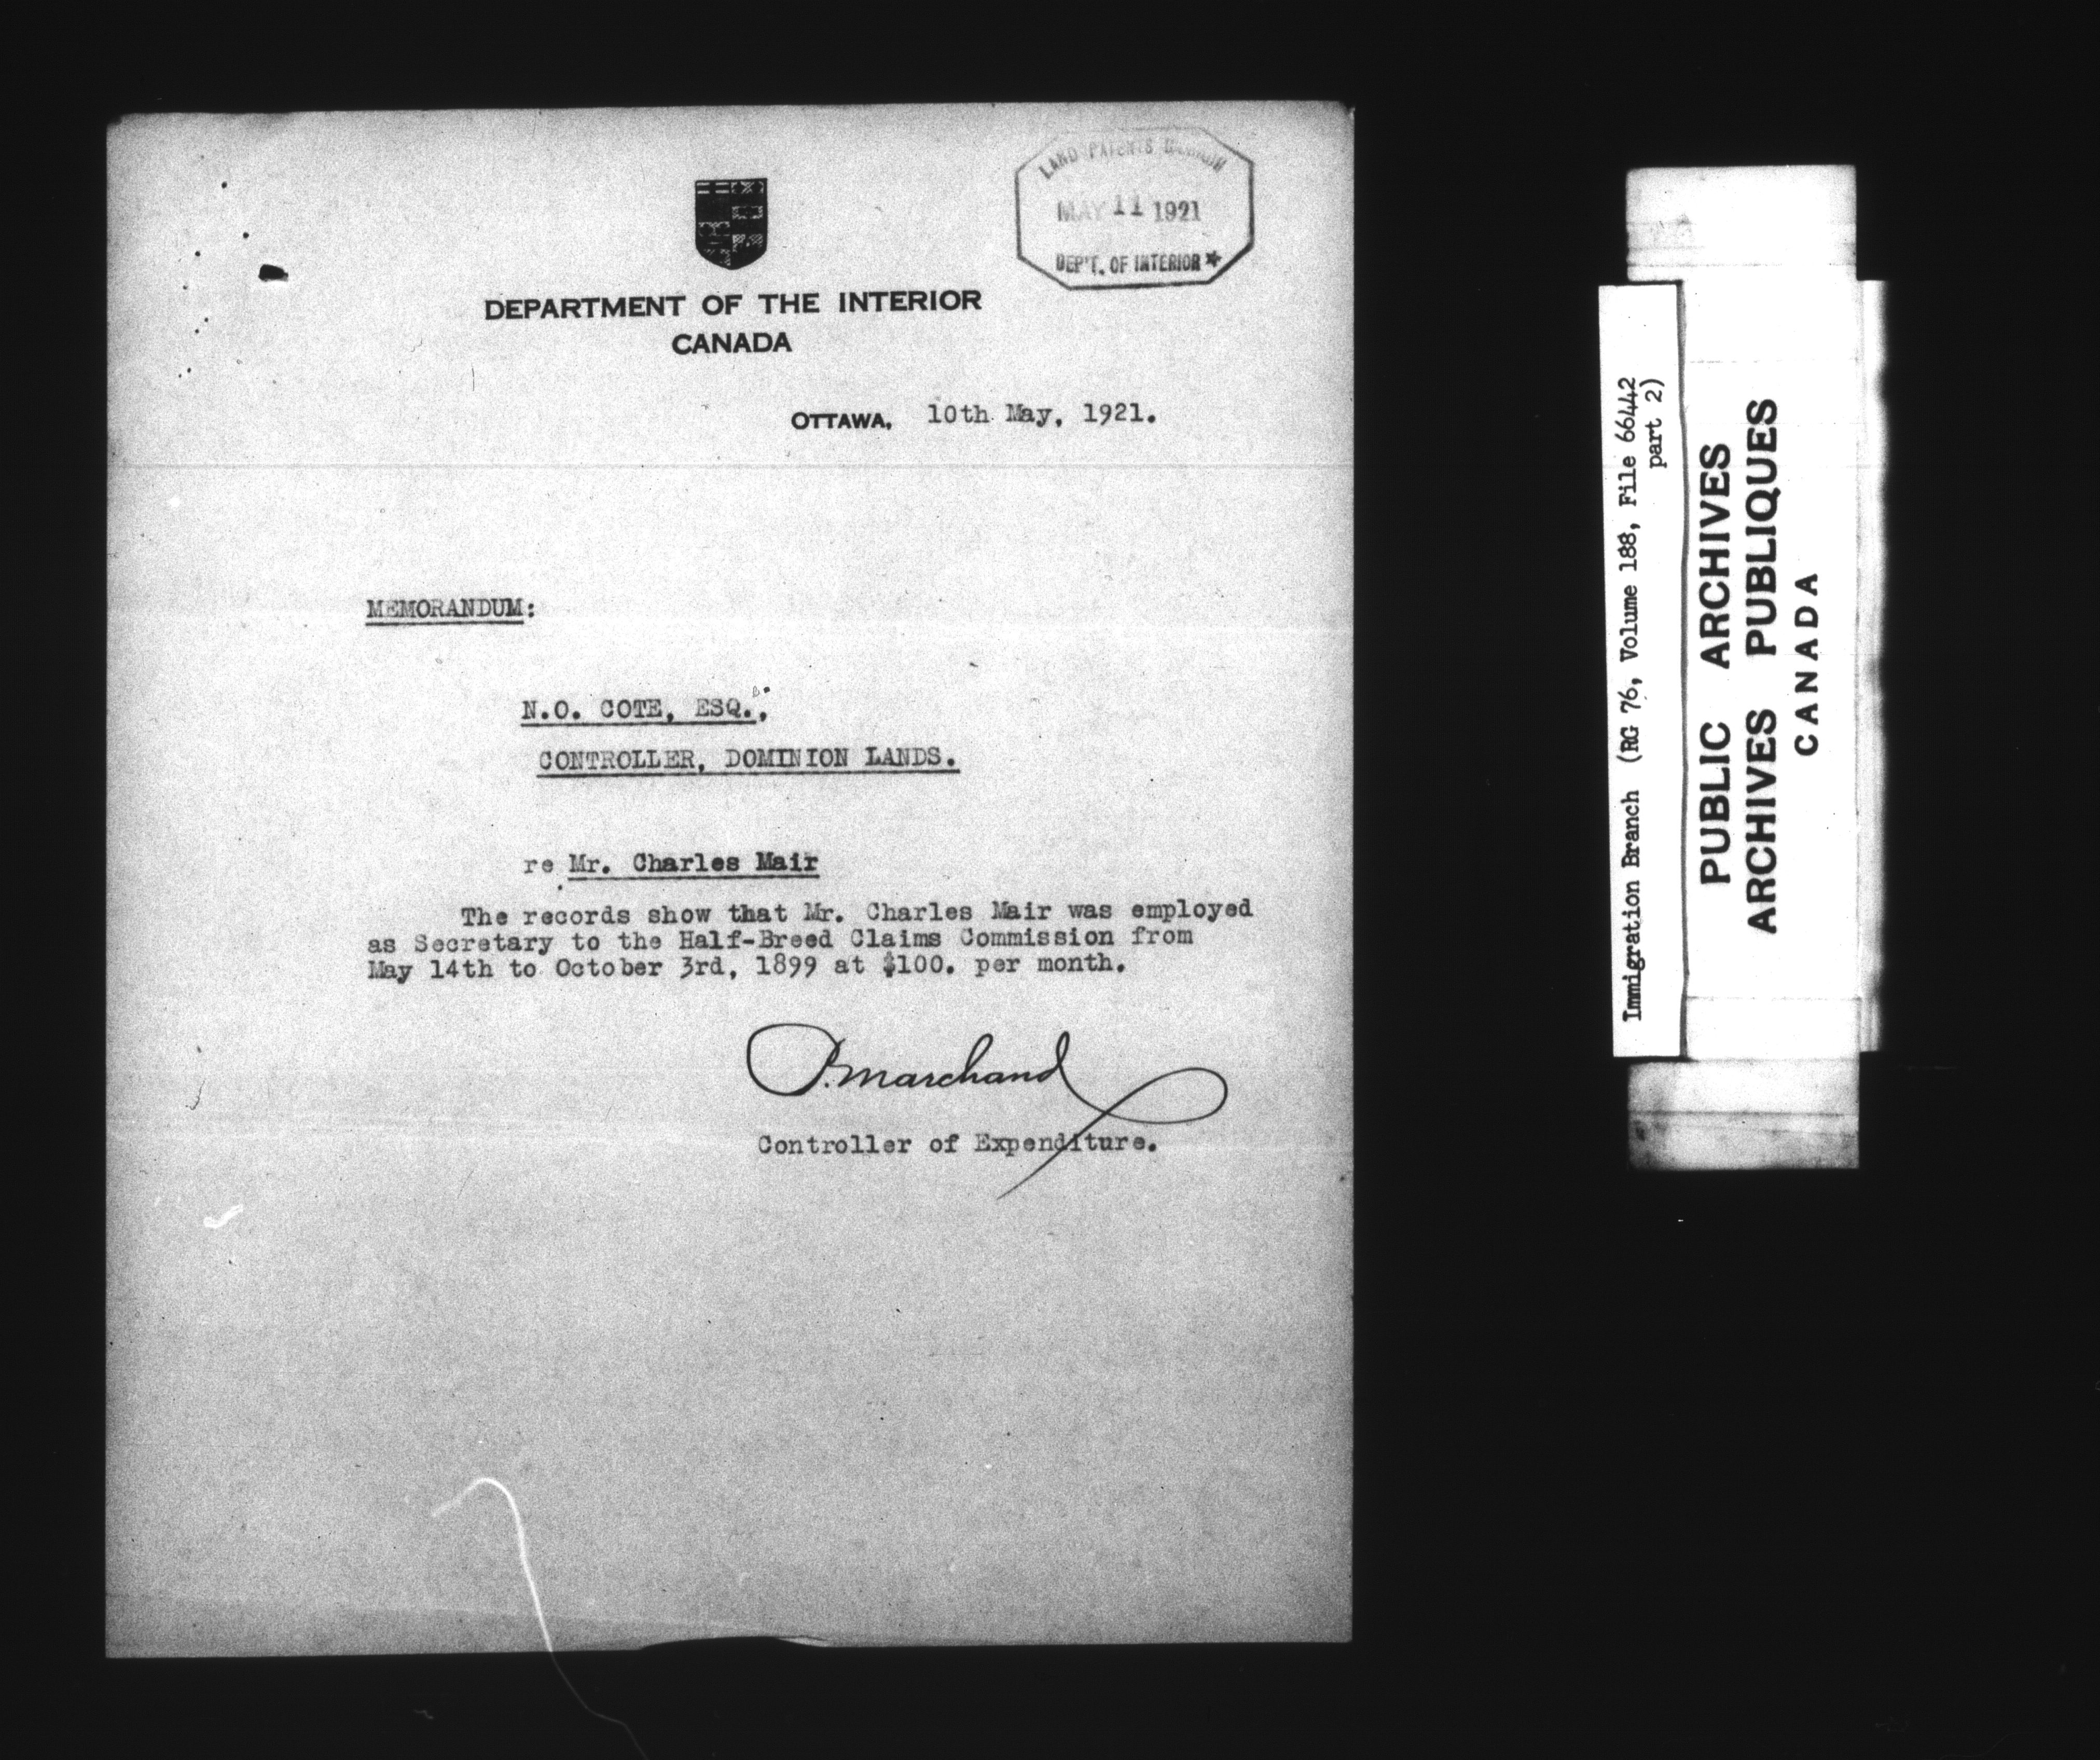 LAND PATENTS BRANCH
MAY 11 1921
DEP'T. OF INTERIOR
DEPARTMENT OF THE INTERIOR
CANADA
OTTAWA, 10th May, 1921.
MEMORANDUM:
N.O. COTE, ESQ.,
CONTROLLER, DOMINION LANDS.
re Mr. Charles Mair
The records show that Mr. Charles Mair was employed
as Secretary to the Half-Breed Claims Commission from
May 14th to October 3rd, 1899 at $100. per month.
P. Marchand
Controller of Expenditure.
Immigration Branch (RG 76, Volume 188, File 66442
part 2)
PUBLIC ARCHIVES
ARCHIVES PUBLIQUES
CANADA